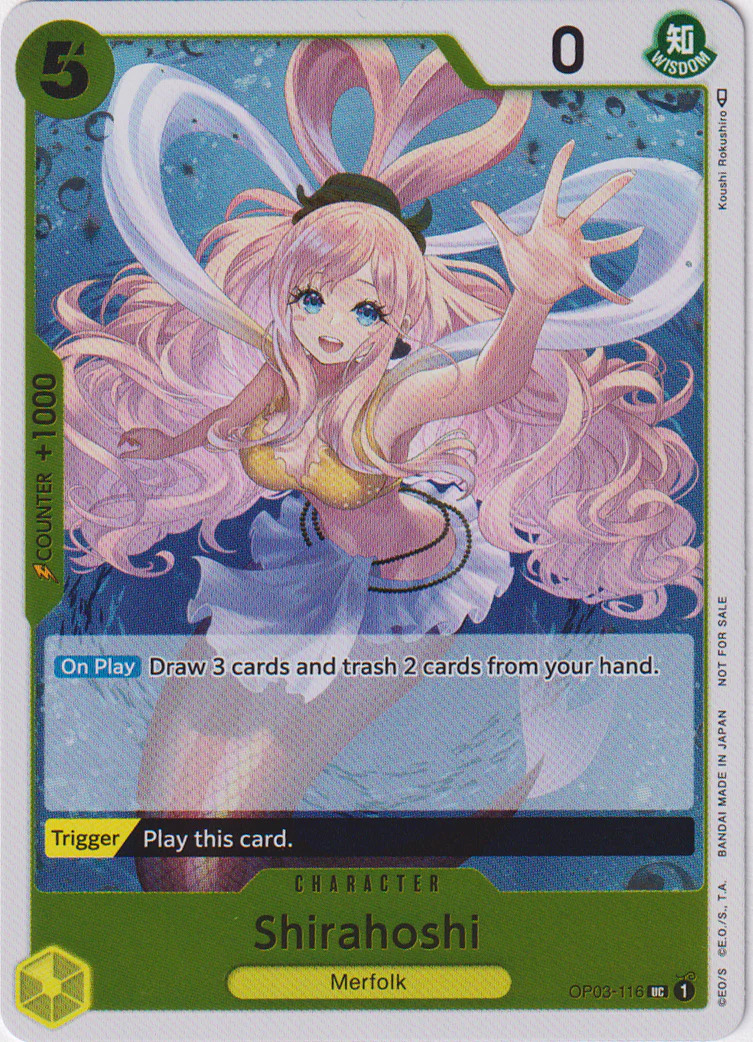 5
0
知
WISDOM
Koushi Rokushiro
COUNTER +1000
On Play Draw 3 cards and trash 2 cards from your hand.
Trigger Play this card.
CHARACTER
Shirahoshi
Merfolk
OP03-116 UC 1
©EO/S ©E.O./S., T.A. BANDAI MADE IN JAPAN NOT FOR SALE